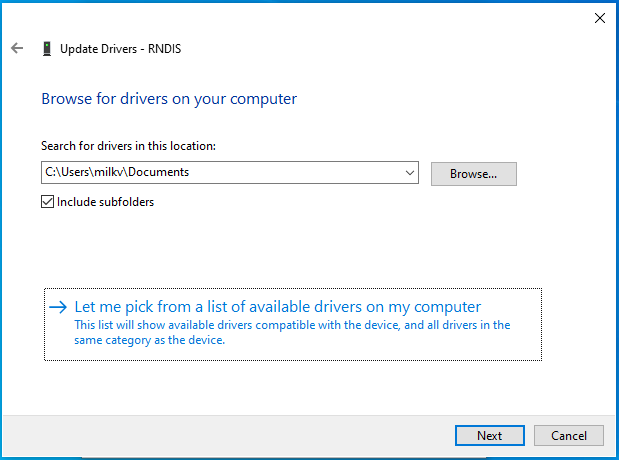 Update Drivers - RNDIS
Browse for drivers on your computer
Search for drivers in this location:
C:\Users\milkv\Documents
Browse...
Include subfolders
Let me pick from a list of available drivers on my computer
This list will show available drivers compatible with the device, and all drivers in the
same category as the device.
Next
Cancel